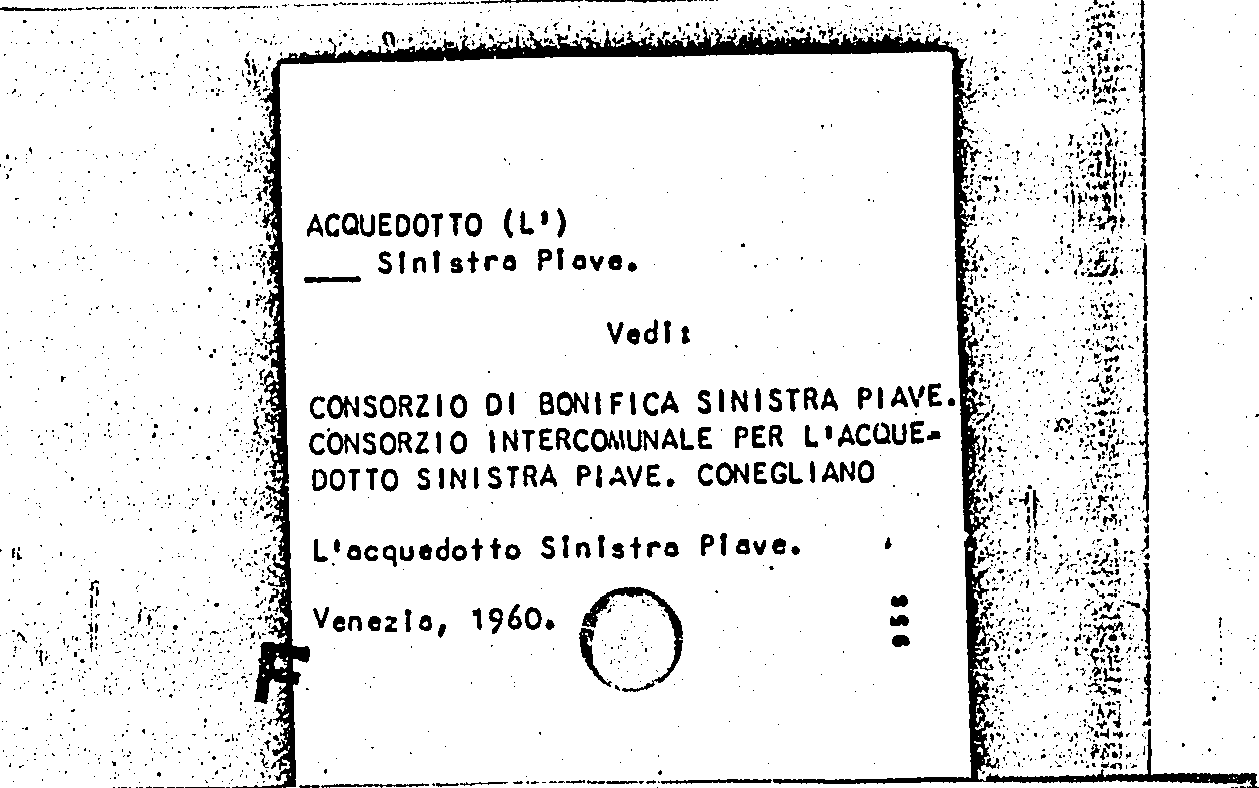 ACQUEDOTTO (L')
___ Sinistra Piave.
Vedi:
CONSORZIO DI BONIFICA SINISTRA PIAVE.
CONSORZIO INTERCOMUNALE PER L'ACQUE-
DOTTO SINISTRA PIAVE. CONEGLIANO
L'acquedotto Sinistra Piave.
Venezia, 1960.
958
F